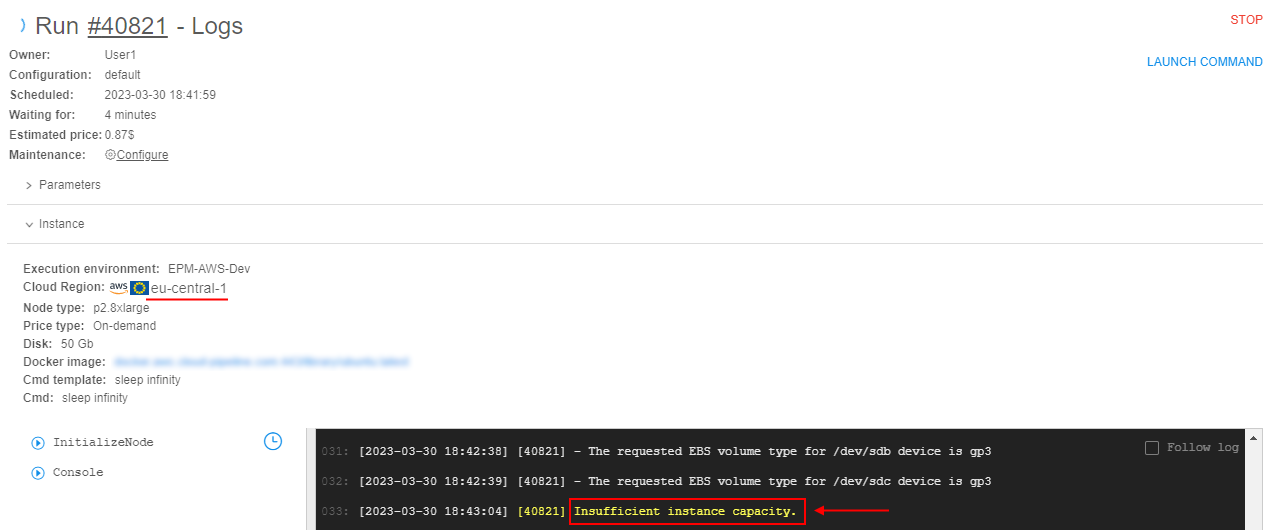 Run #40821 - Logs
STOP
Owner: User1
LAUNCH COMMAND
Configuration: default
Scheduled: 2023-03-30 18:41:59
Waiting for: 4 minutes
Estimated price: 0.87$
Maintenance: Configure
Parameters
Instance
Execution environment: EPM-AWS-Dev
Cloud Region: aws eu-central-1
Node type: p2.8xlarge
Price type: On-demand
Disk: 50 Gb
Docker image:
Cmd template: sleep infinity
Cmd: sleep infinity
InitializeNode
Console
Follow log
031: [2023-03-30 18:42:38] [40821] - The requested EBS volume type for /dev/sdb device is gp3
032: [2023-03-30 18:42:39] [40821] - The requested EBS volume type for /dev/sdc device is gp3
033: [2023-03-30 18:43:04] [40821] Insufficient instance capacity.